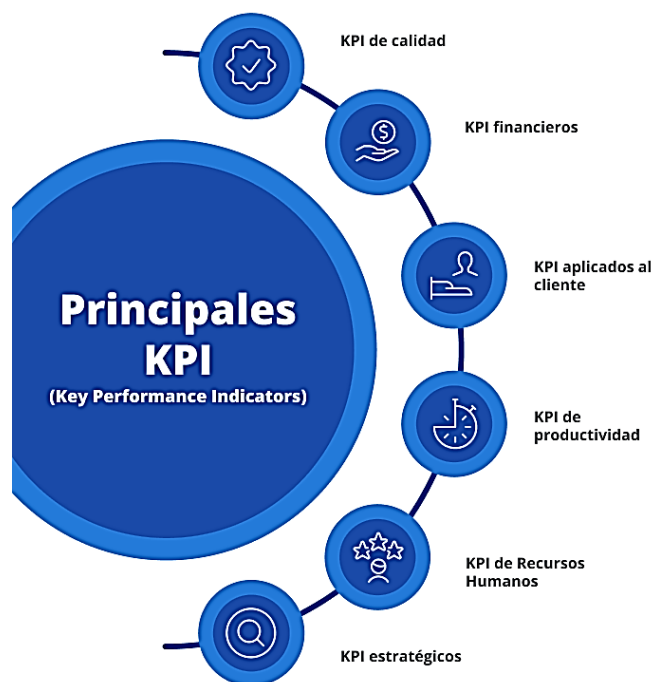 KPI de calidad
KPI financieros
KPI aplicados al
cliente
Principales
KPI
(Key Performance Indicators)
KPI de
productividad
KPI de Recursos
Humanos
KPI estratégicos